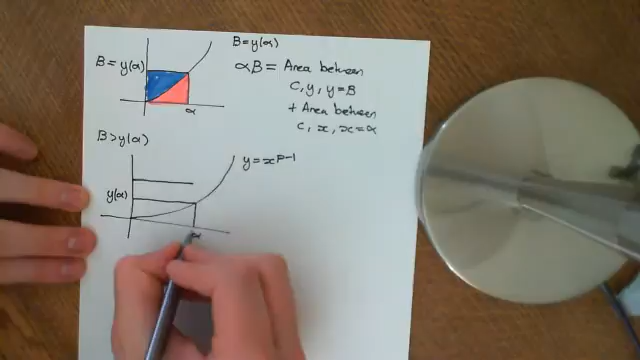 B = y(α)
B = y(α)
α
αB = Area between
C, y, y = B
+ Area between
C, x, x = α
B > y(α)
y = x^{p-1}
y(α)
α